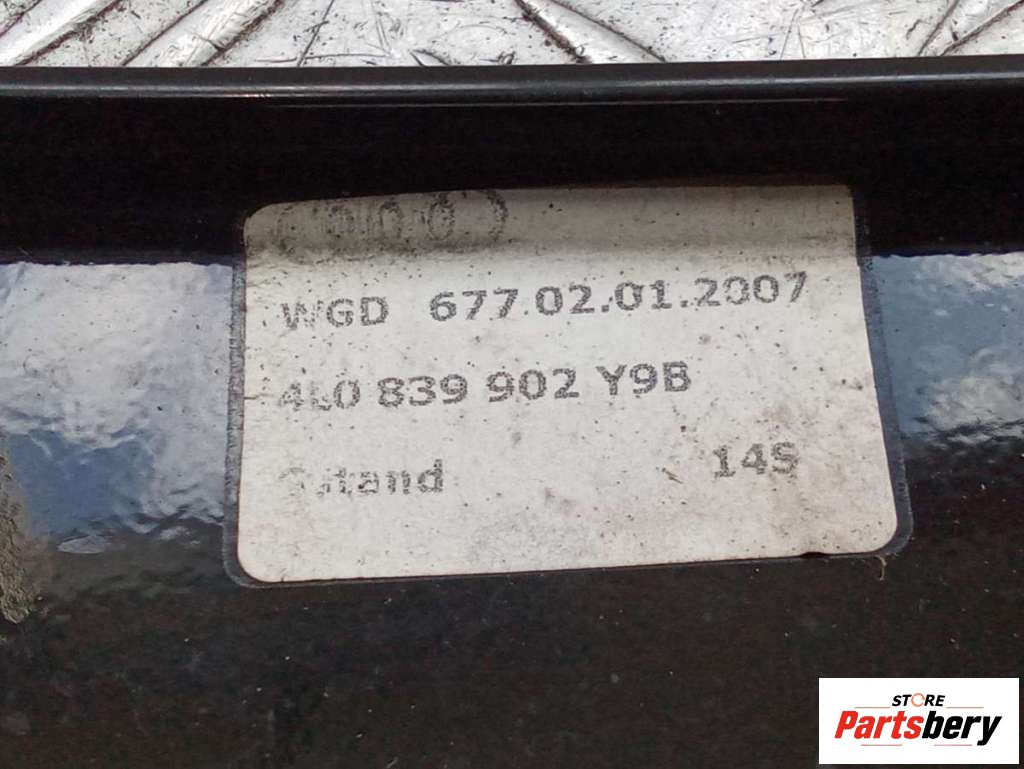 WGD 677 02.01.2007
4L0 839 902 Y9B
14S
STORE
Partsbery